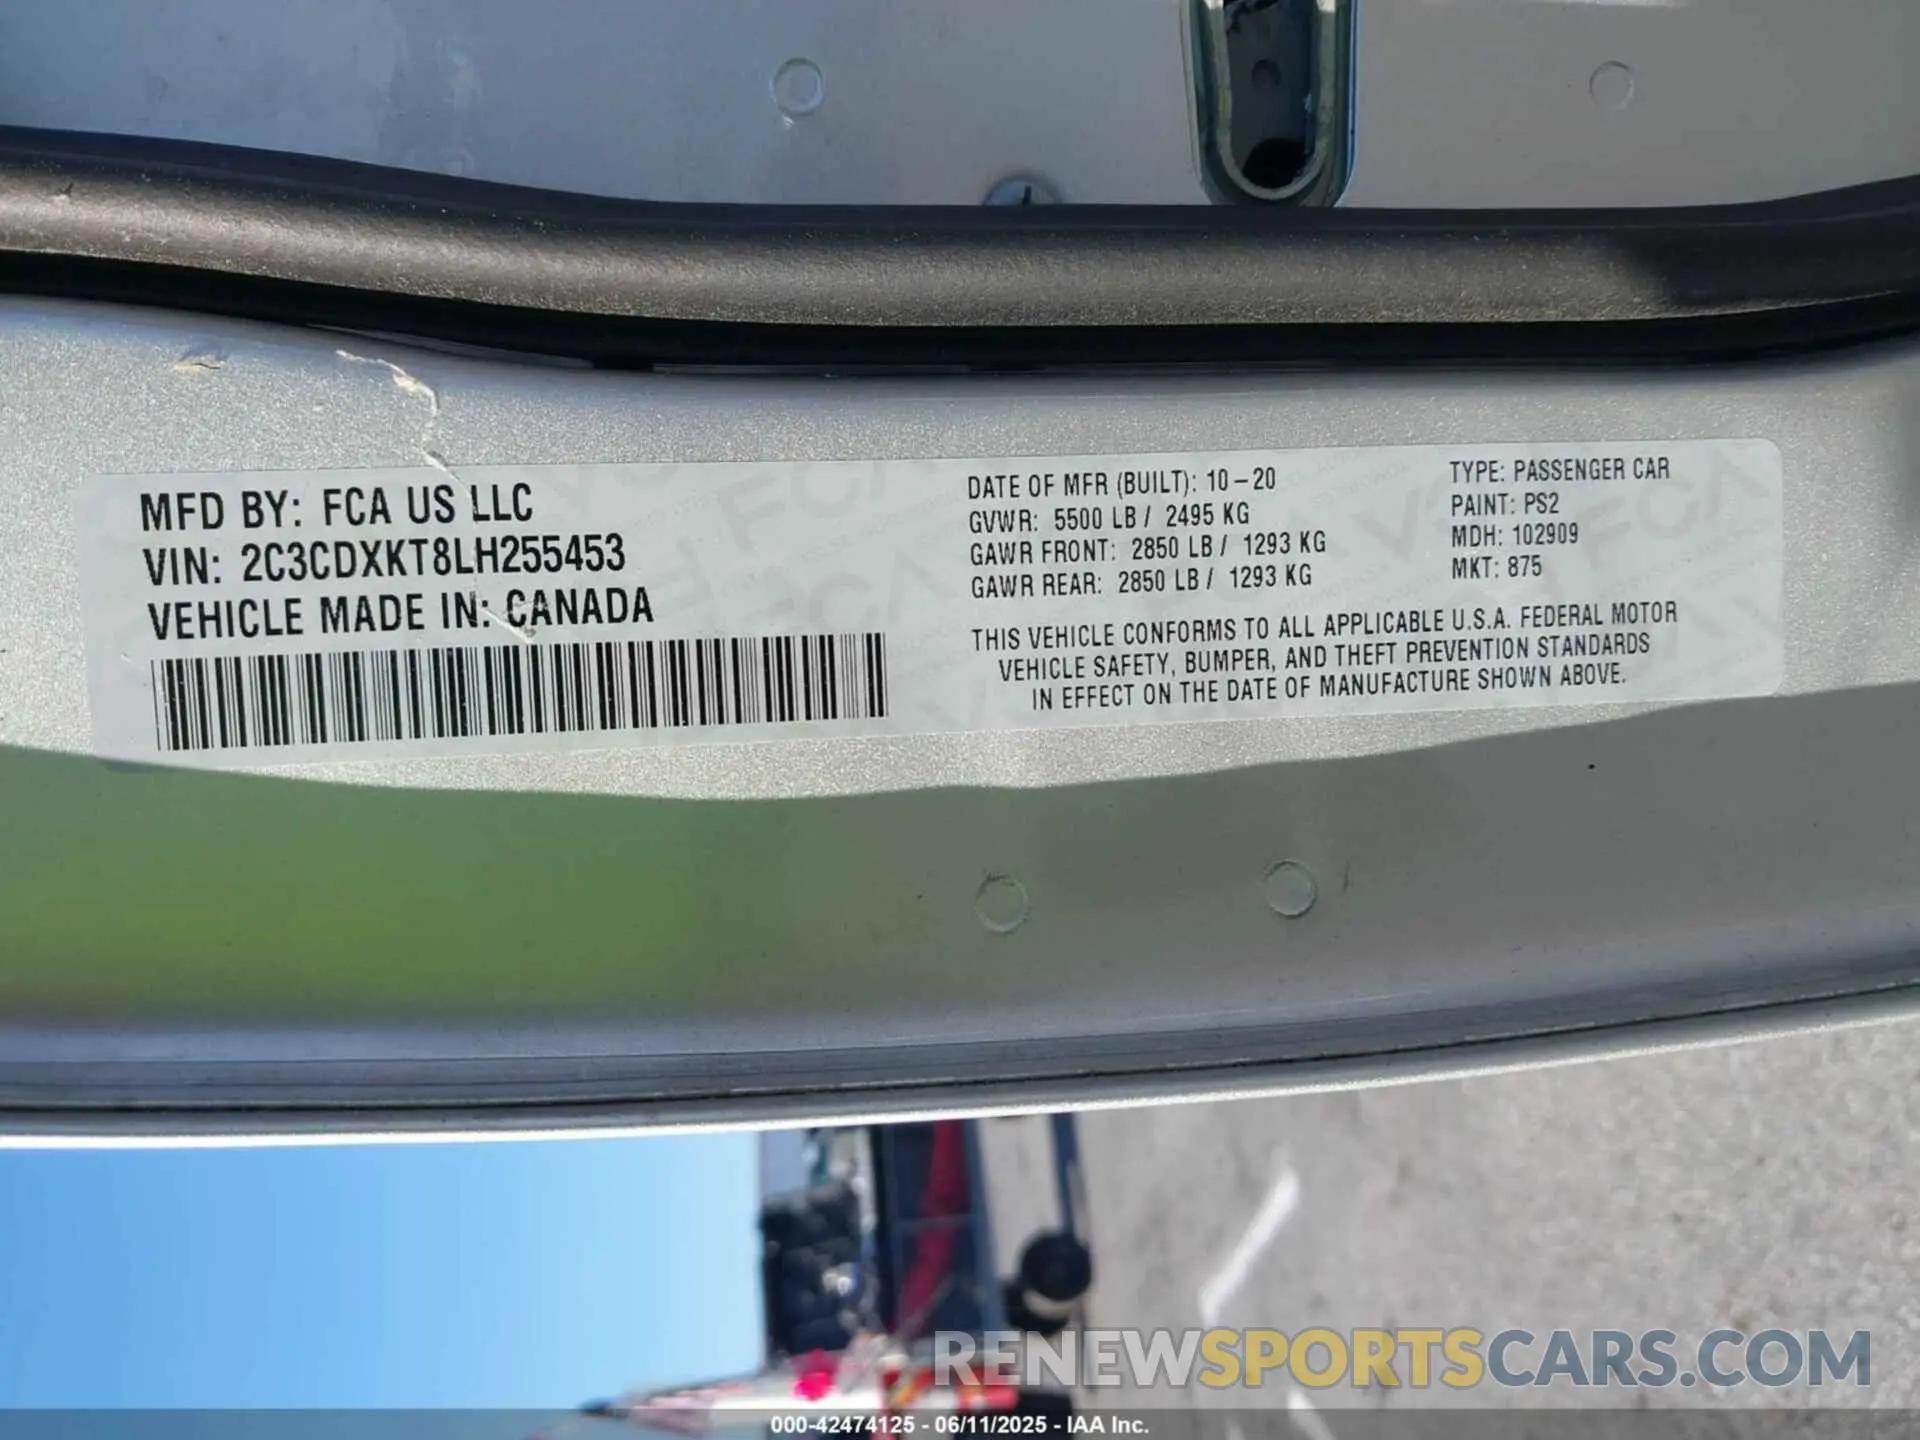 MFD BY: FCA US LLC
VIN: 2C3CDXKT8LH255453
VEHICLE MADE IN: CANADA
DATE OF MFR (BUILT): 10-20
GVWR: 5500 LB / 2495 KG
GAWR FRONT: 2850 LB / 1293 KG
GAWR REAR: 2850 LB / 1293 KG
TYPE: PASSENGER CAR
PAINT: PS2
MDH: 102909
MKT: 875
THIS VEHICLE CONFORMS TO ALL APPLICABLE U.S.A. FEDERAL MOTOR
VEHICLE SAFETY, BUMPER, AND THEFT PREVENTION STANDARDS
IN EFFECT ON THE DATE OF MANUFACTURE SHOWN ABOVE.
RENEWSPORTSCARS.COM
000-42474125 - 06/11/2025 - IAA Inc.